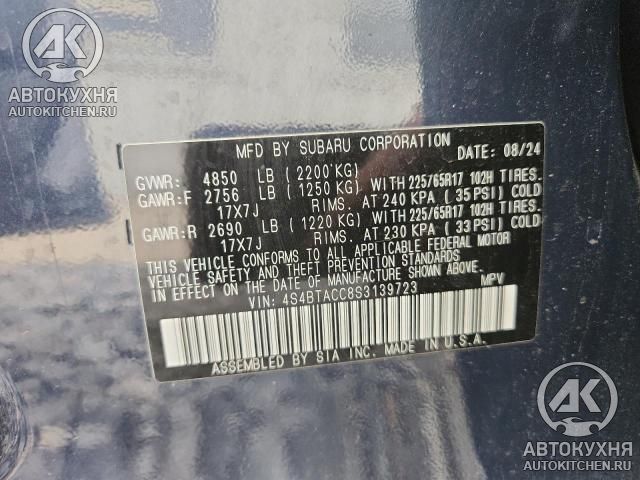 АК
АВТОКУХНЯ
AUTOKITCHEN.RU
MFD BY SUBARU CORPORATION DATE: 08/24
GVWR: 4850 LB (2200 KG)
GAWR:F 2756 LB (1250 KG) WITH 225/65R17 102H TIRES.
17X7J RIMS. AT 240 KPA (35 PSI) COLD
GAWR:R 2690 LB (1220 KG) WITH 225/65R17 102H TIRES.
17X7J RIMS. AT 230 KPA (33 PSI) COLD
THIS VEHICLE CONFORMS TO ALL APPLICABLE FEDERAL MOTOR
VEHICLE SAFETY AND THEFT PREVENTION STANDARDS
IN EFFECT ON THE DATE OF MANUFACTURE SHOWN ABOVE.
VIN: 4S4BTACC8S3139723 MPV
ASSEMBLED BY SIA INC. MADE IN U.S.A.
АК
АВТОКУХНЯ
AUTOKITCHEN.RU